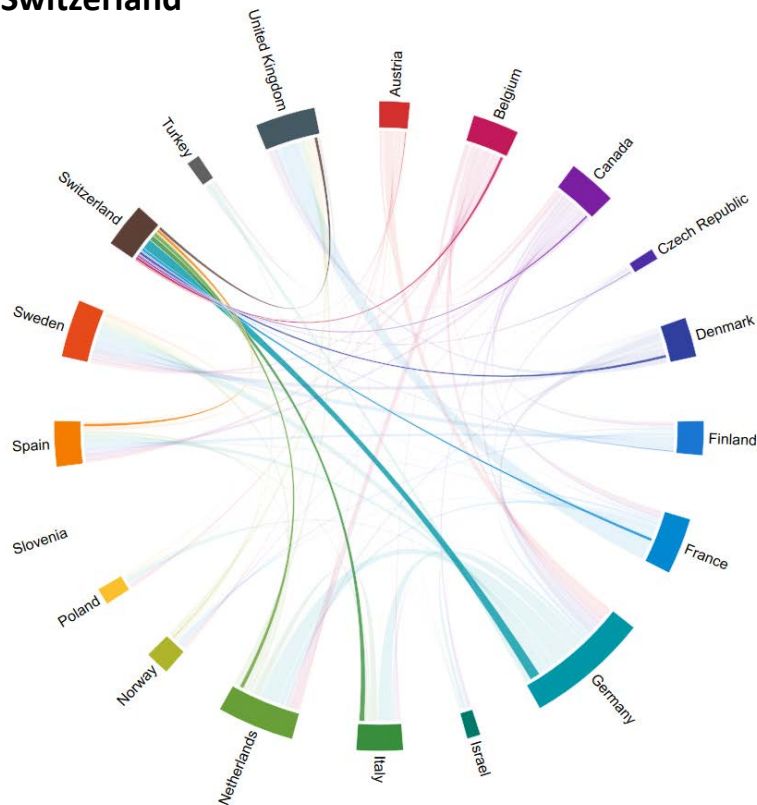 Switzerland
United Kingdom
Austria
Belgium
Canada
Czech Republic
Denmark
Finland
France
Germany
Israel
Italy
Netherlands
Norway
Poland
Slovenia
Spain
Sweden
Switzerland
Turkey